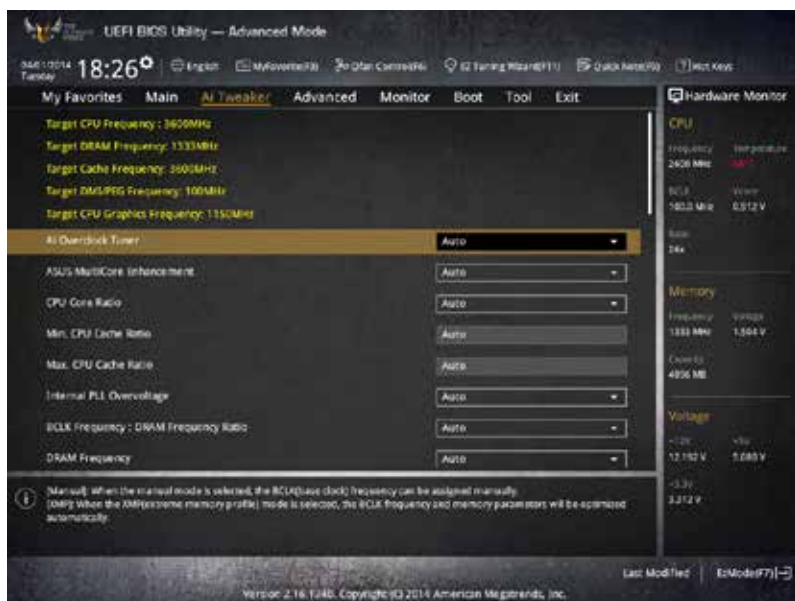 UEFI BIOS Utility — Advanced Mode
Tuesday 18:26 English MyFavorite(F3) Qfan Control(F6) EZ Tuning Wizard(F11) Quick Note(F9) Hot Keys
My Favorites Main Ai Tweaker Advanced Monitor Boot Tool Exit
Hardware Monitor
Target CPU Frequency : 3600MHz
Target DRAM Frequency: 1333MHz
Target Cache Frequency: 3600MHz
Target DMI/PEG Frequency: 100MHz
Target CPU Graphics Frequency: 1150MHz
Ai Overclock Tuner Auto
ASUS MultiCore Enhancement Auto
CPU Core Ratio Auto
Min. CPU Cache Ratio Auto
Max. CPU Cache Ratio Auto
Internal PLL Overvoltage Auto
BCLK Frequency : DRAM Frequency Ratio Auto
DRAM Frequency Auto
[Manual]: When the manual mode is selected, the BCLK(base clock) frequency can be assigned manually.
[XMP]: When the XMP(extreme memory profile) mode is selected, the BCLK frequency and memory parameters will be optimized
automatically.
CPU
Frequency Temperature
BCLK
0.912 V
Ratio
Memory
Frequency Voltage
1333 MHz 1.504 V
Capacity
4096 MB
Voltage
+12V +5V
12.192 V 5.080 V
+3.3V
3.312 V
Last Modified EzMode(F7)
Version 2.16.1240. Copyright (C) 2014 American Megatrends, Inc.